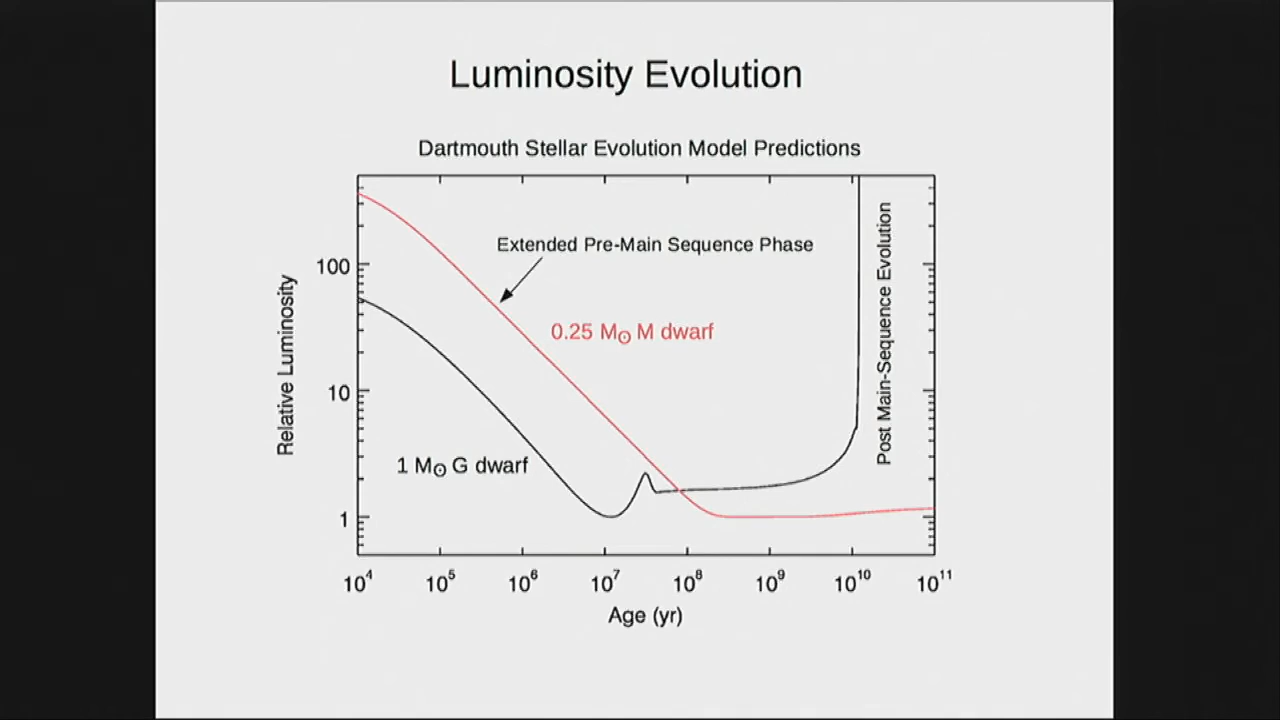 Luminosity Evolution
Dartmouth Stellar Evolution Model Predictions
Extended Pre-Main Sequence Phase
0.25 M⊙ M dwarf
1 M⊙ G dwarf
Post Main-Sequence Evolution
Relative Luminosity
100
10
1
10⁴ 10⁵ 10⁶ 10⁷ 10⁸ 10⁹ 10¹⁰ 10¹¹
Age (yr)